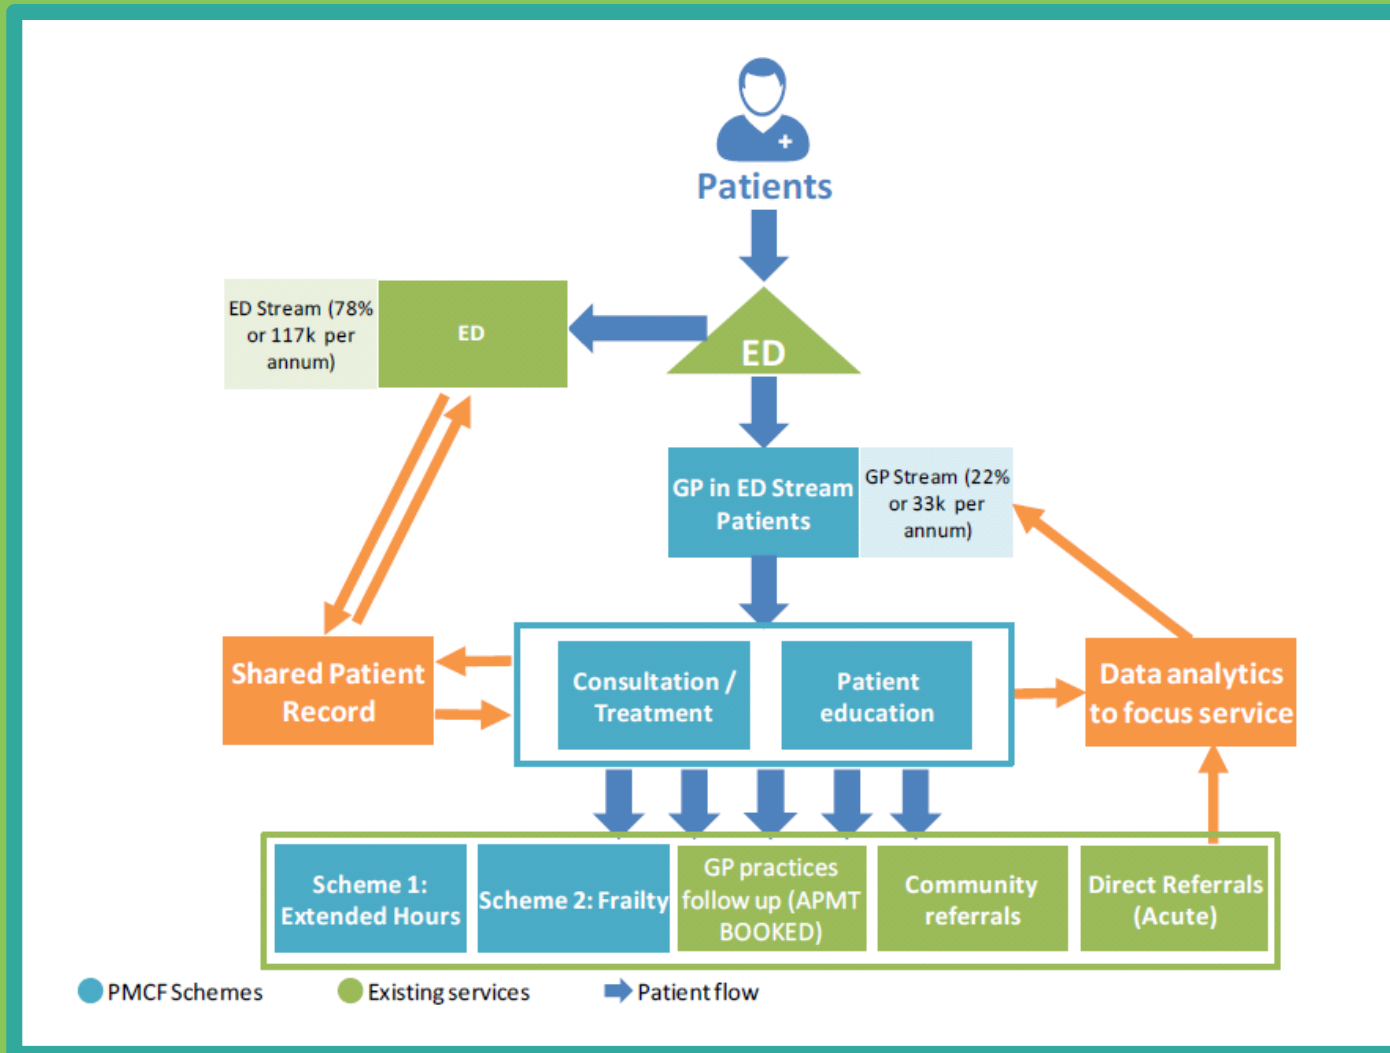 Patients
ED Stream (78%
or 117k per
annum)
ED
ED
GP in ED Stream
Patients
GP Stream (22%
or 33k per
annum)
Shared Patient
Record
Consultation /
Treatment
Patient
education
Data analytics
to focus service
Scheme 1:
Extended Hours
Scheme 2: Frailty
GP practices
follow up (APMT
BOOKED)
Community
referrals
Direct Referrals
(Acute)
PMCF Schemes
Existing services
Patient flow